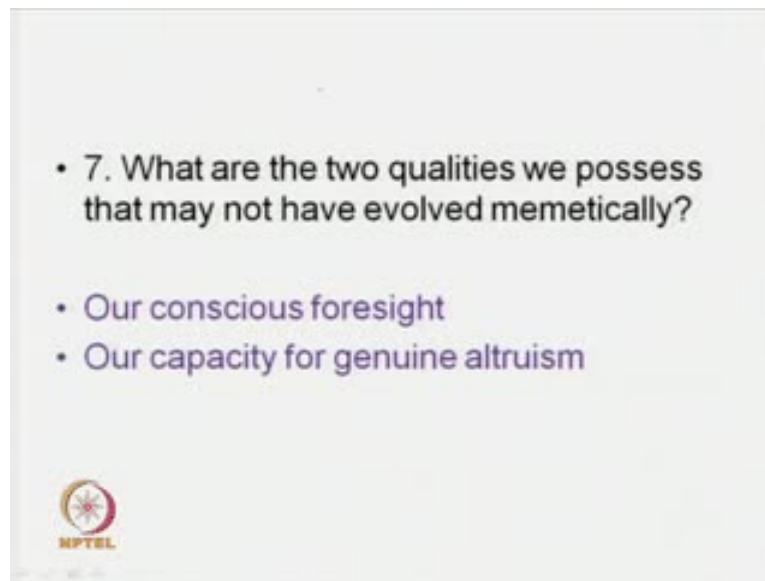 • 7. What are the two qualities we possess
that may not have evolved memetically?
• Our conscious foresight
• Our capacity for genuine altruism
NPTEL